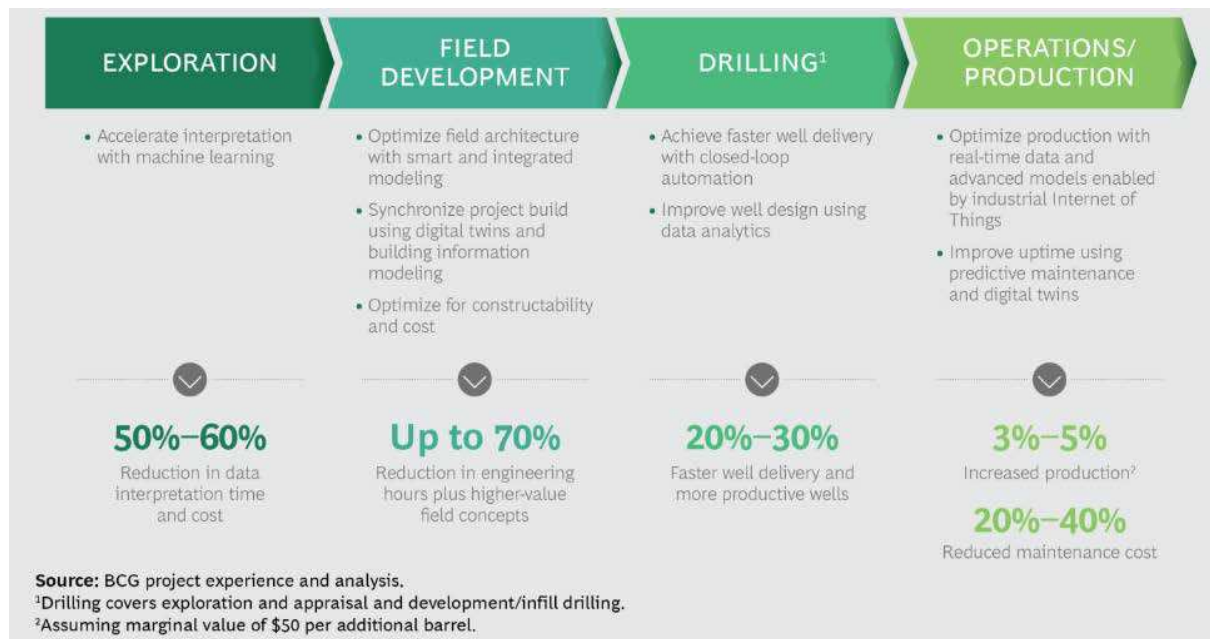 EXPLORATION
FIELD
DEVELOPMENT
DRILLING¹
OPERATIONS/
PRODUCTION
• Accelerate interpretation
with machine learning
• Optimize field architecture
with smart and integrated
modeling
• Synchronize project build
using digital twins and
building information
modeling
• Optimize for constructability
and cost
• Achieve faster well delivery
with closed-loop
automation
• Improve well design using
data analytics
• Optimize production with
real-time data and
advanced models enabled
by industrial Internet of
Things
• Improve uptime using
predictive maintenance
and digital twins
50%–60%
Reduction in data
interpretation time
and cost
Up to 70%
Reduction in engineering
hours plus higher-value
field concepts
20%–30%
Faster well delivery and
more productive wells
3%–5%
Increased production²
20%–40%
Reduced maintenance cost
Source: BCG project experience and analysis.
¹Drilling covers exploration and appraisal and development/infill drilling.
²Assuming marginal value of $50 per additional barrel.